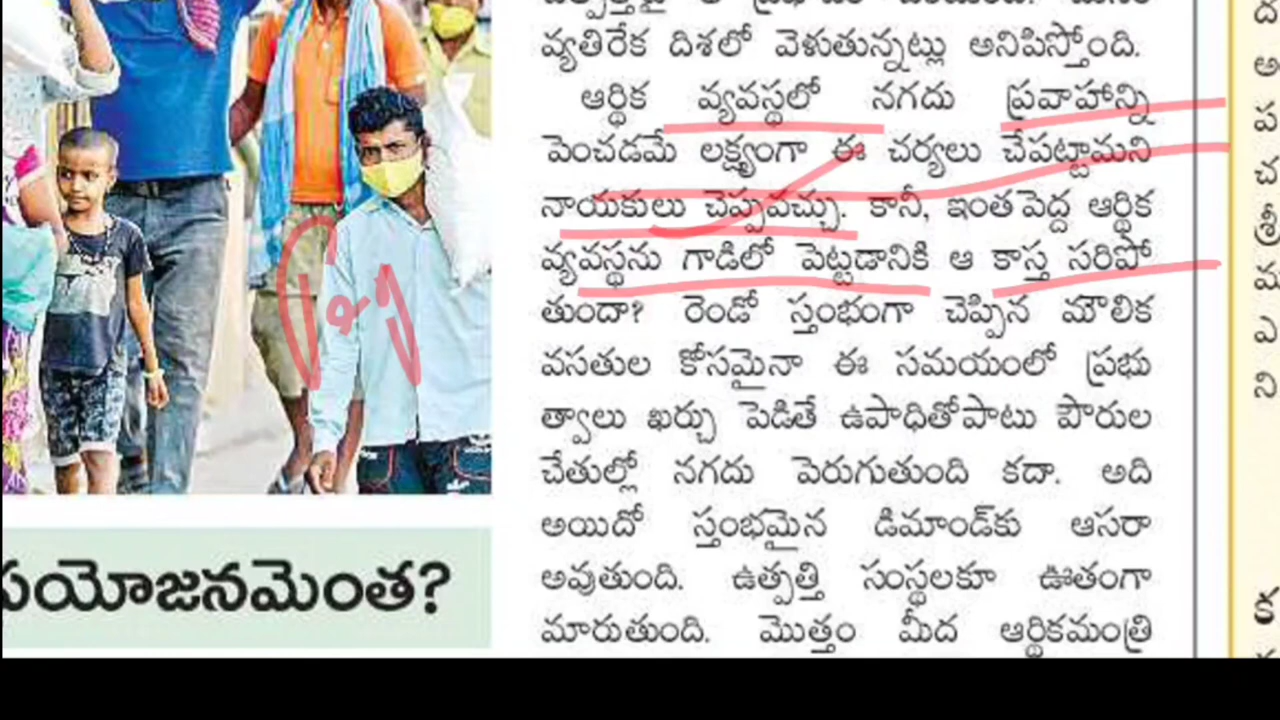 వ్యతిరేక దిశలో వెళుతున్నట్లు అనిపిస్తోంది.
ఆర్థిక వ్యవస్థలో నగదు ప్రవాహాన్ని
పెంచడమే లక్ష్యంగా ఈ చర్యలు చేపట్టామని
నాయకులు చెప్పవచ్చు. కానీ, ఇంతపెద్ద ఆర్థిక
వ్యవస్థను గాడిలో పెట్టడానికి ఆ కాస్త సరిపో
తుందా? రెండో స్తంభంగా చెప్పిన మౌలిక
వసతుల కోసమైనా ఈ సమయంలో ప్రభు
త్వాలు ఖర్చు పెడితే ఉపాధితోపాటు పౌరుల
చేతుల్లో నగదు పెరుగుతుంది కదా. అది
అయిదో స్తంభమైన డిమాండ్‌కు ఆసరా
అవుతుంది. ఉత్పత్తి సంస్థలకూ ఊతంగా
మారుతుంది. మొత్తం మీద ఆర్థికమంత్రి
పయోజనమెంత?